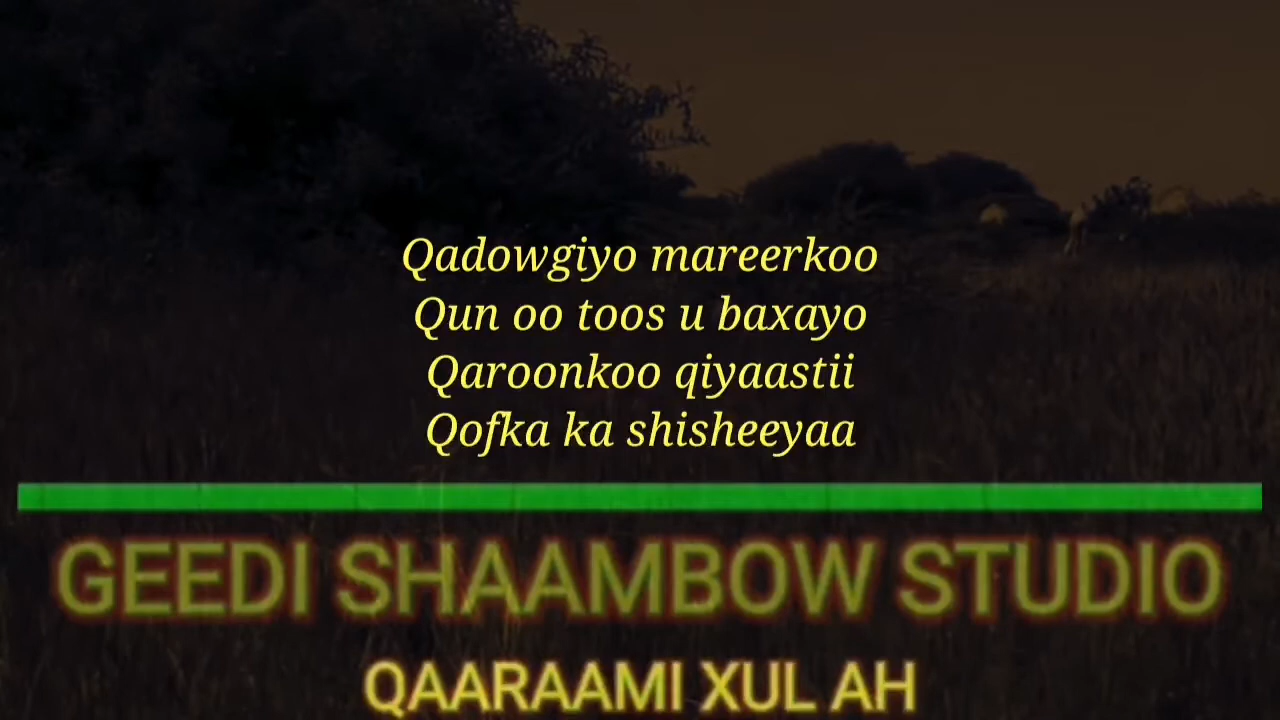 Qadowgiyo mareerkoo
Qun oo toos u baxayo
Qaroonkoo qiyaastii
Qofka ka shisheeyaa
GEEDI SHAAMBOW STUDIO
QAARAAMI XUL AH